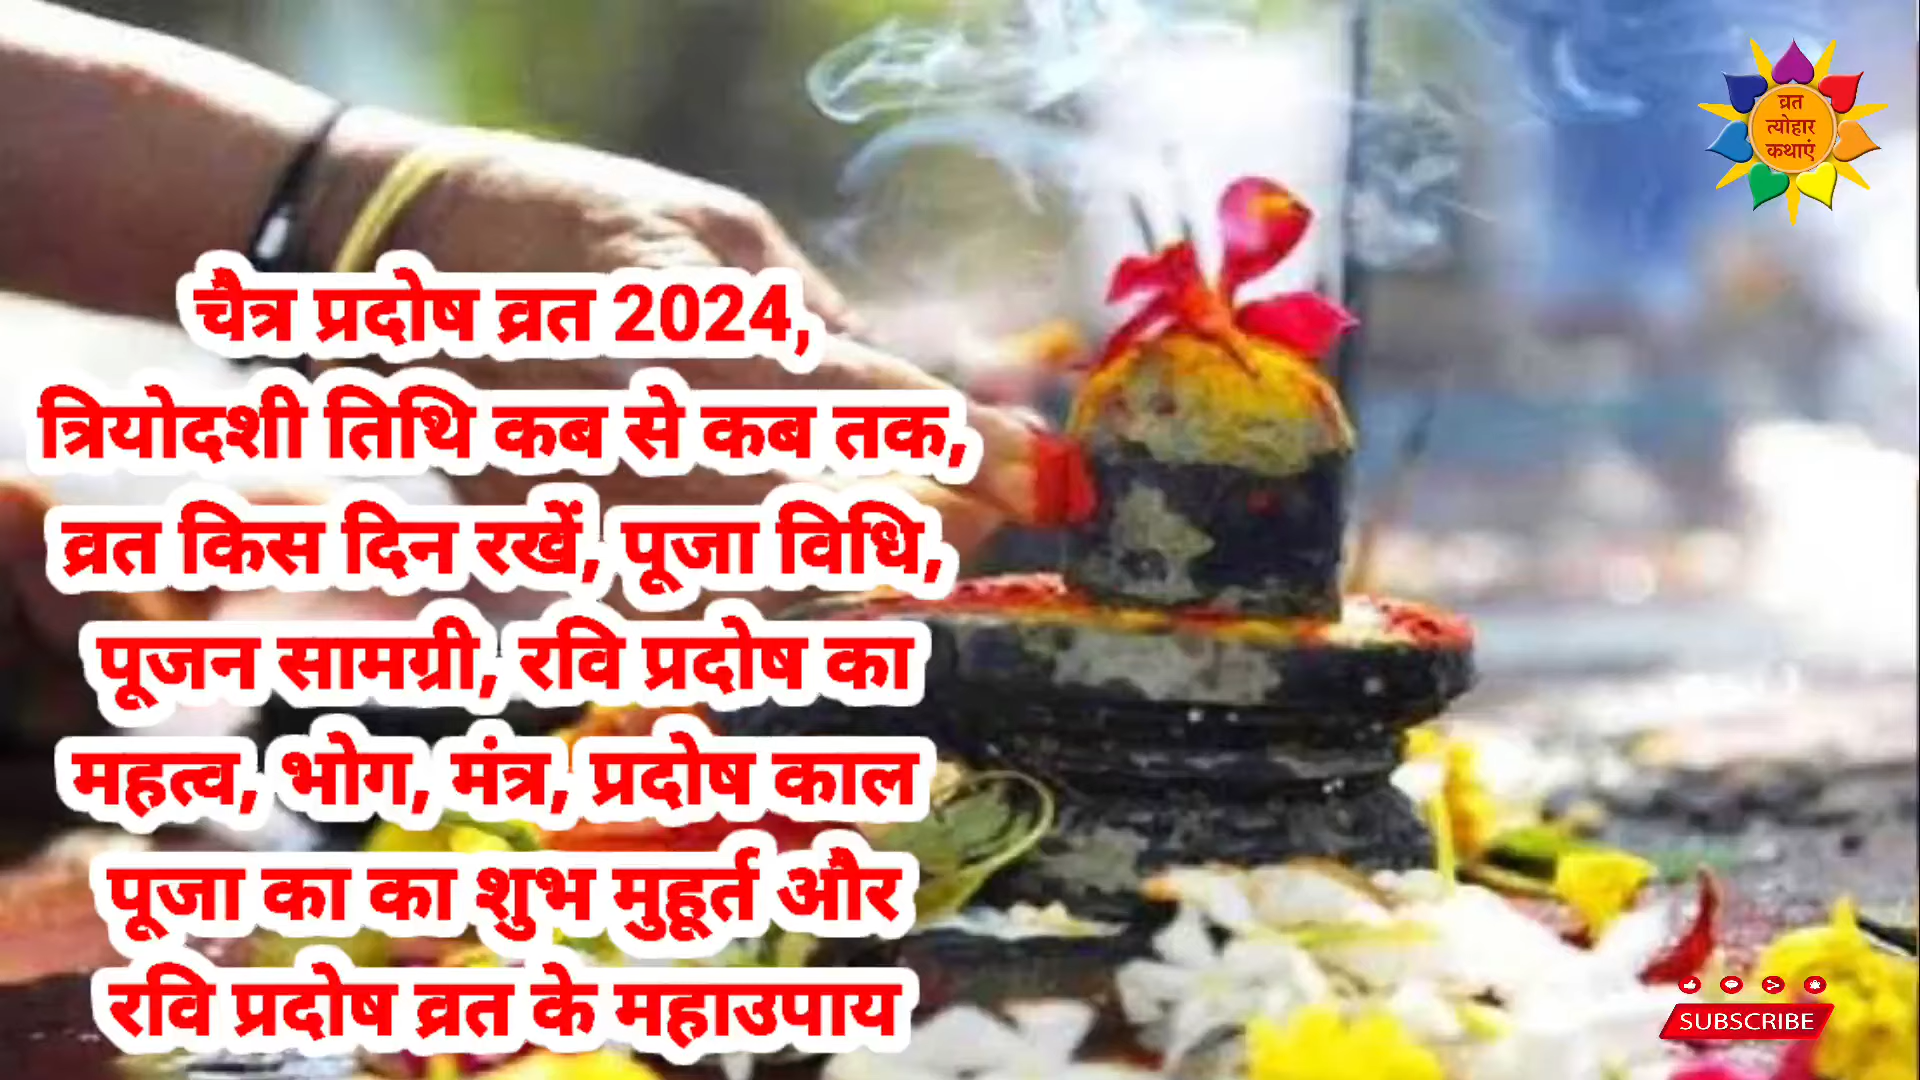 व्रत
त्योहार
कथाएं
चैत्र प्रदोष व्रत 2024,
त्रियोदशी तिथि कब से कब तक,
व्रत किस दिन रखें, पूजा विधि,
पूजन सामग्री, रवि प्रदोष का
महत्व, भोग, मंत्र, प्रदोष काल
पूजा का का शुभ मुहूर्त और
रवि प्रदोष व्रत के महाउपाय
SUBSCRIBE